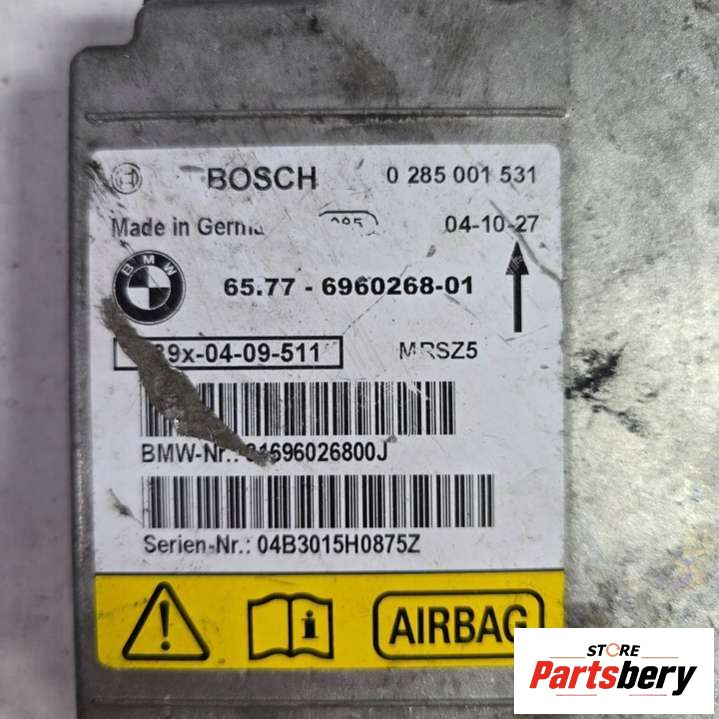 BOSCH 0 285 001 531
Made in 04-10-27
BMW
65.77 - 6960268-01
MRSZ5
BMW-Nr.:
Serien-Nr.: 04B3015H0875Z
AIRBAG
STORE
Partsbery